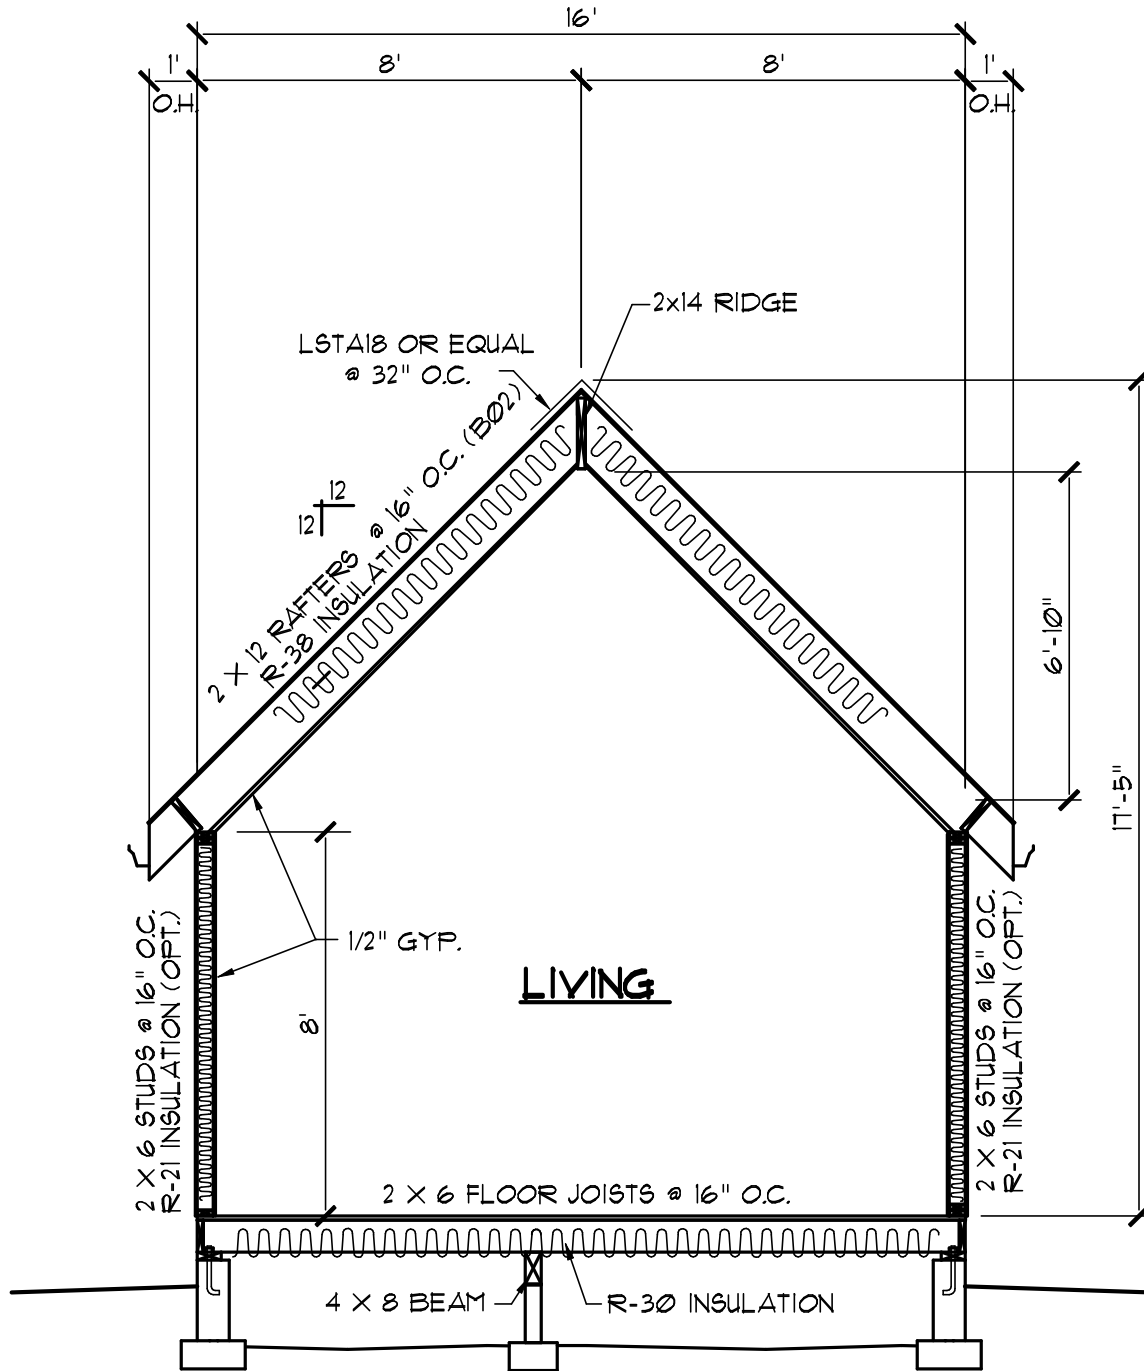 16'
1'
8'
8'
1'
O.H.
O.H.
2x14 RIDGE
LSTA18 OR EQUAL
@ 32" O.C.
2 X 12 RAFTERS @ 16" O.C. (B02)
R-38 INSULATION
12
12
6'-10"
17'-5"
1/2" GYP.
8'
LIVING
2 X 6 STUDS @ 16" O.C.
R-21 INSULATION (OPT.)
2 X 6 STUDS @ 16" O.C.
R-21 INSULATION (OPT.)
2 X 6 FLOOR JOISTS @ 16" O.C.
4 X 8 BEAM
R-30 INSULATION